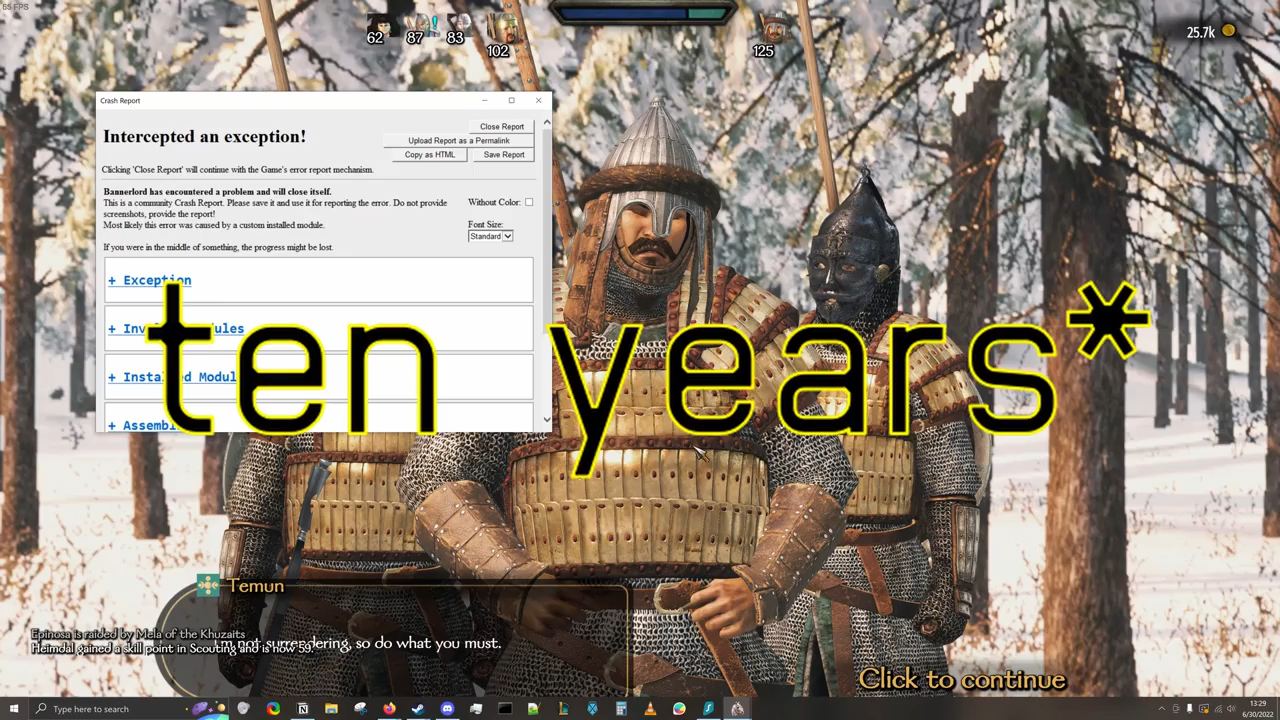 65 FPS
62
87
83
102
125
25.7k
Crash Report
Intercepted an exception!
Close Report
Upload Report as a Permalink
Copy as HTML
Save Report
Clicking 'Close Report' will continue with the Game's error report mechanism.
Bannerlord has encountered a problem and will close itself.
This is a community Crash Report. Please save it and use it for reporting the error. Do not provide
screenshots, provide the report!
Most likely this error was caused by a custom installed module.
If you were in the middle of something, the progress might be lost.
Without Color:
Font Size:
Standard
+ Exception
+ Installed Modul
+ Assembl
ten years*
Temun
Epinosa is raided by Mela of the Khuzaits
Heimdal gained a skill point in Scouting and is now 59.
not surrendering, so do what you must.
Click to continue
Type here to search
13:29
6/30/2022